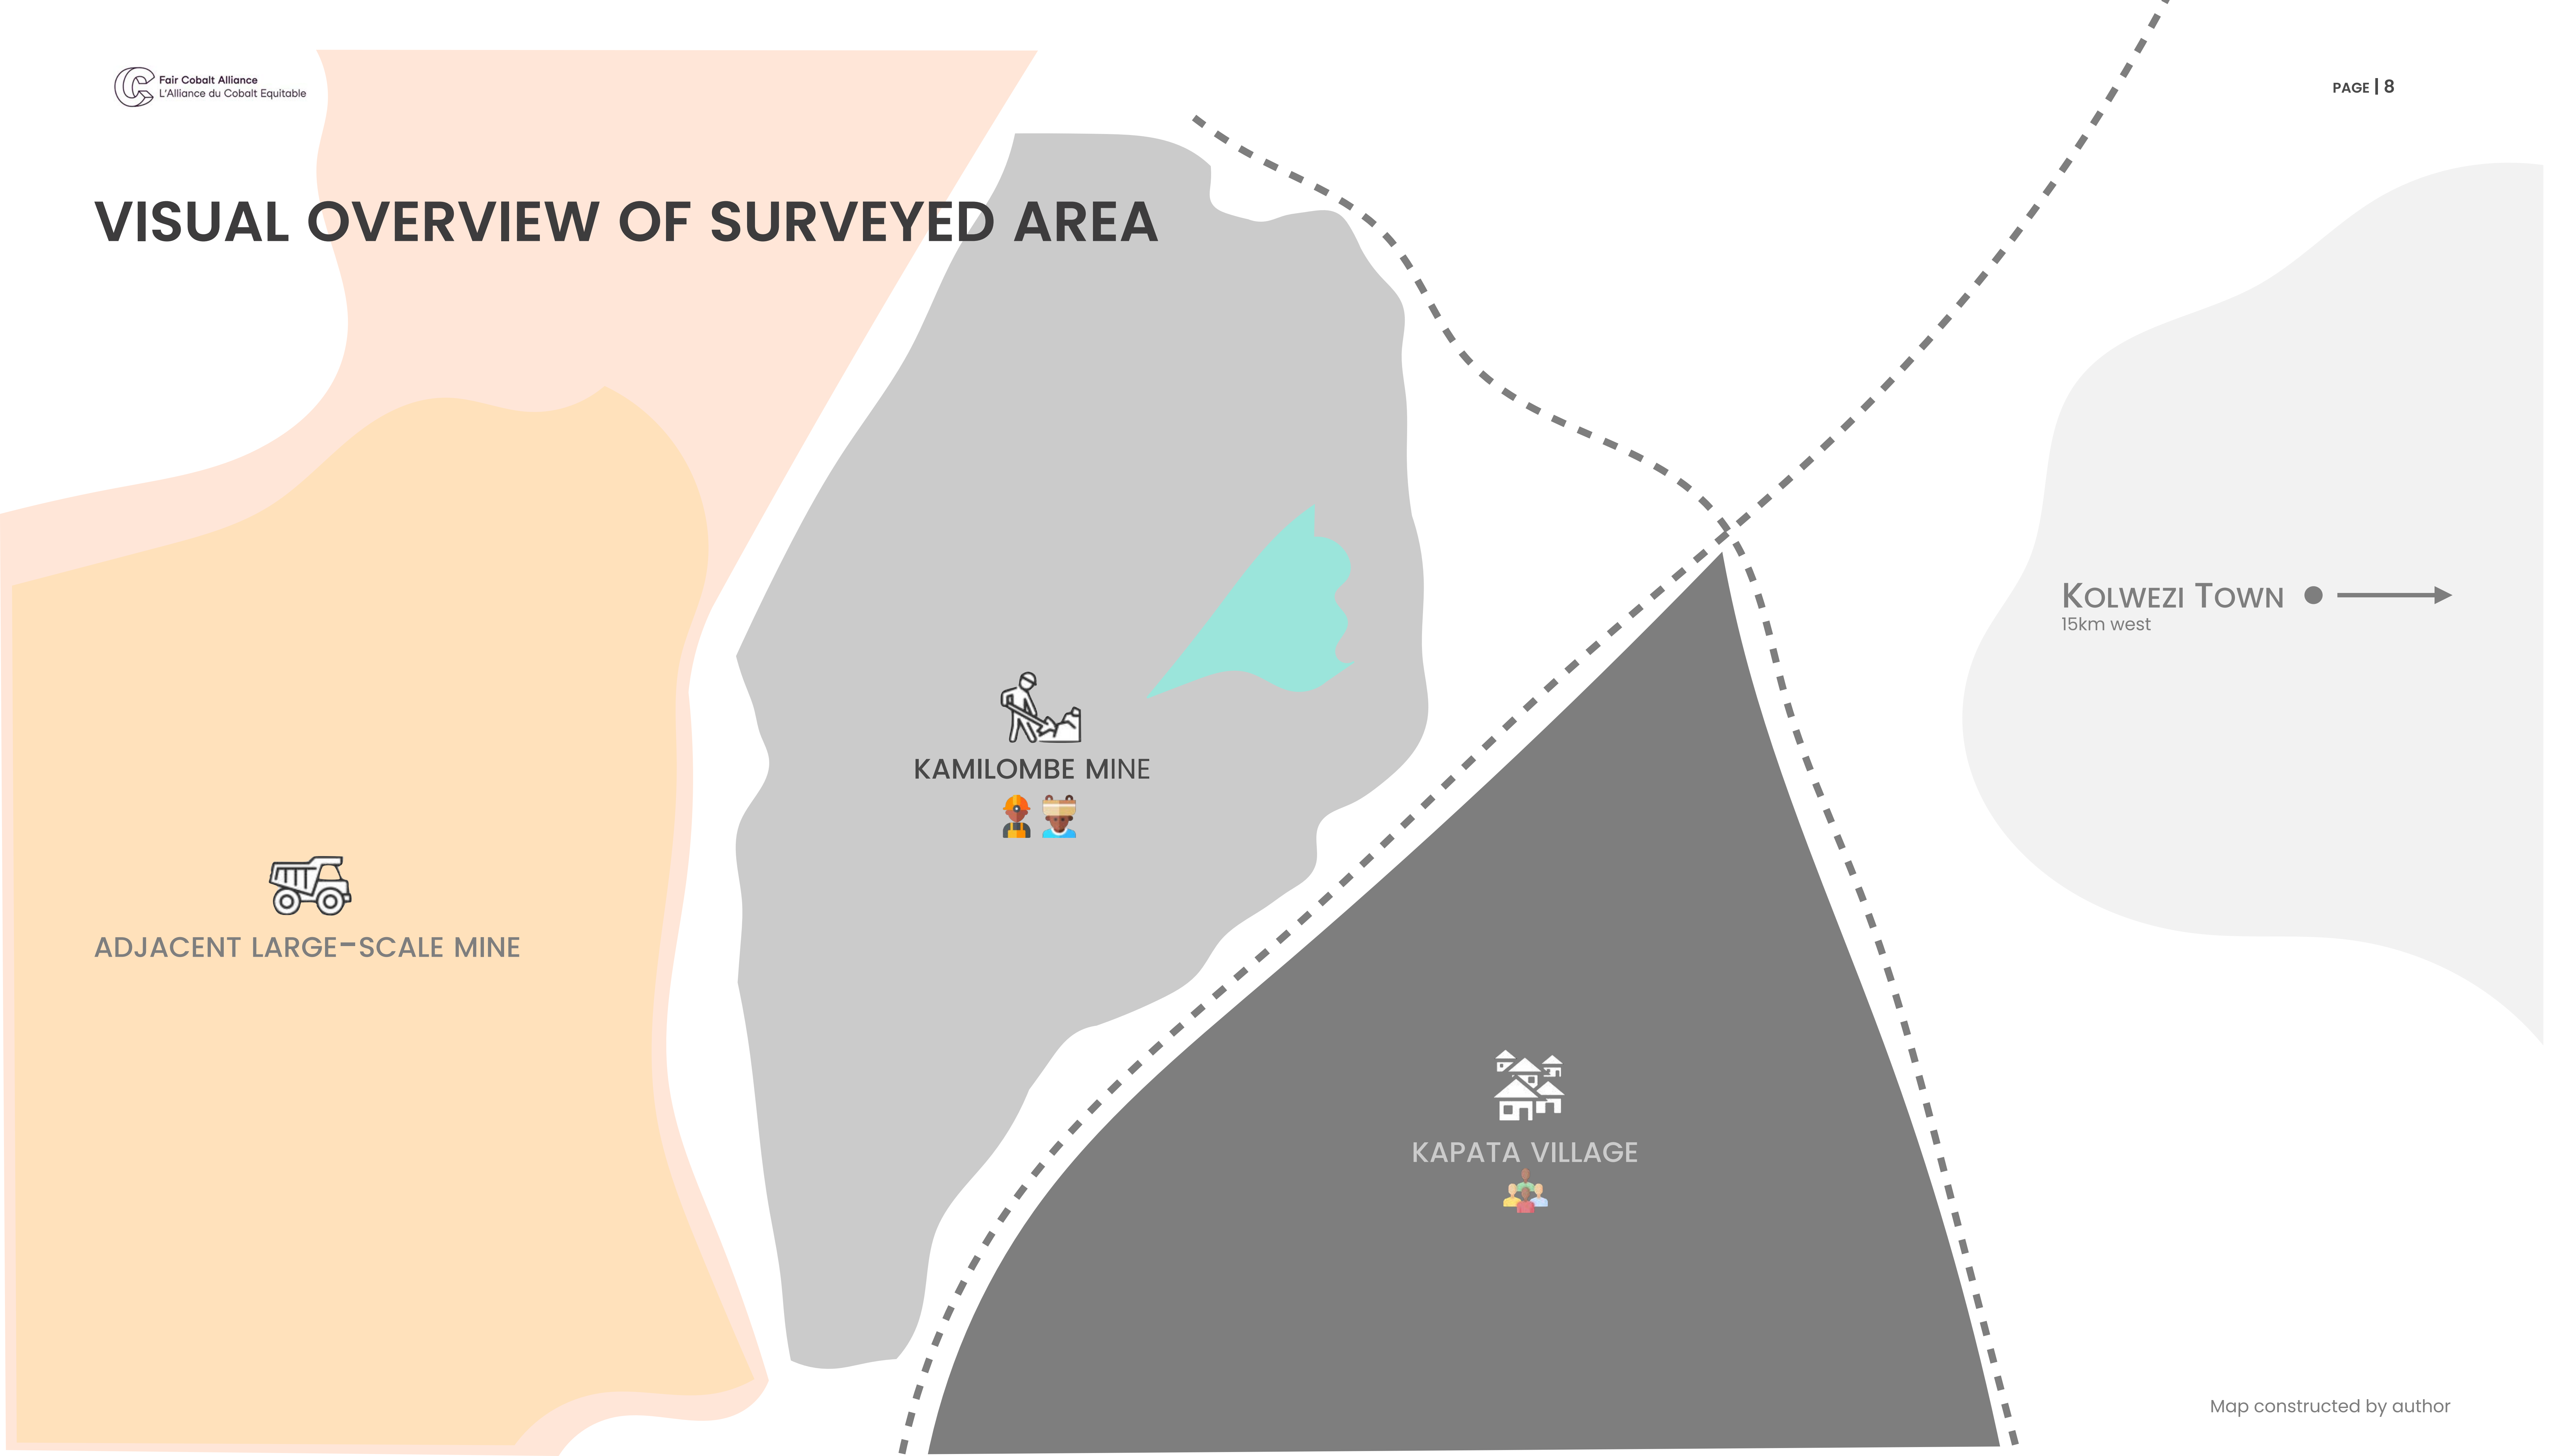 Fair Cobalt Alliance
L'Alliance du Cobalt Equitable
PAGE | 8
VISUAL OVERVIEW OF SURVEYED AREA
KOLWEZI TOWN
15km west
KAMILOMBE MINE
ADJACENT LARGE-SCALE MINE
KAPATA VILLAGE
Map constructed by author